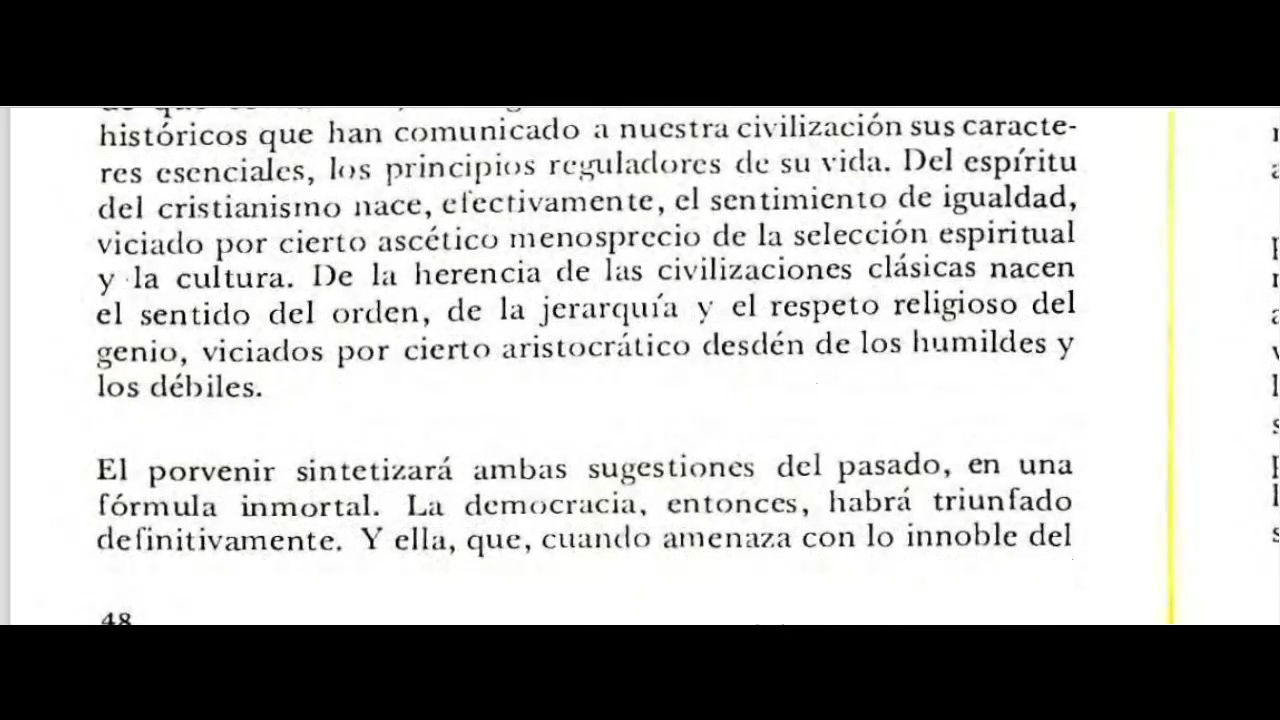 históricos que han comunicado a nuestra civilización sus caracte-
res esenciales, los principios reguladores de su vida. Del espíritu
del cristianismo nace, efectivamente, el sentimiento de igualdad,
viciado por cierto ascético menosprecio de la selección espiritual
y la cultura. De la herencia de las civilizaciones clásicas nacen
el sentido del orden, de la jerarquía y el respeto religioso del
genio, viciados por cierto aristocrático desdén de los humildes y
los débiles.
El porvenir sintetizará ambas sugestiones del pasado, en una
fórmula inmortal. La democracia, entonces, habrá triunfado
definitivamente. Y ella, que, cuando amenaza con lo innoble del
48